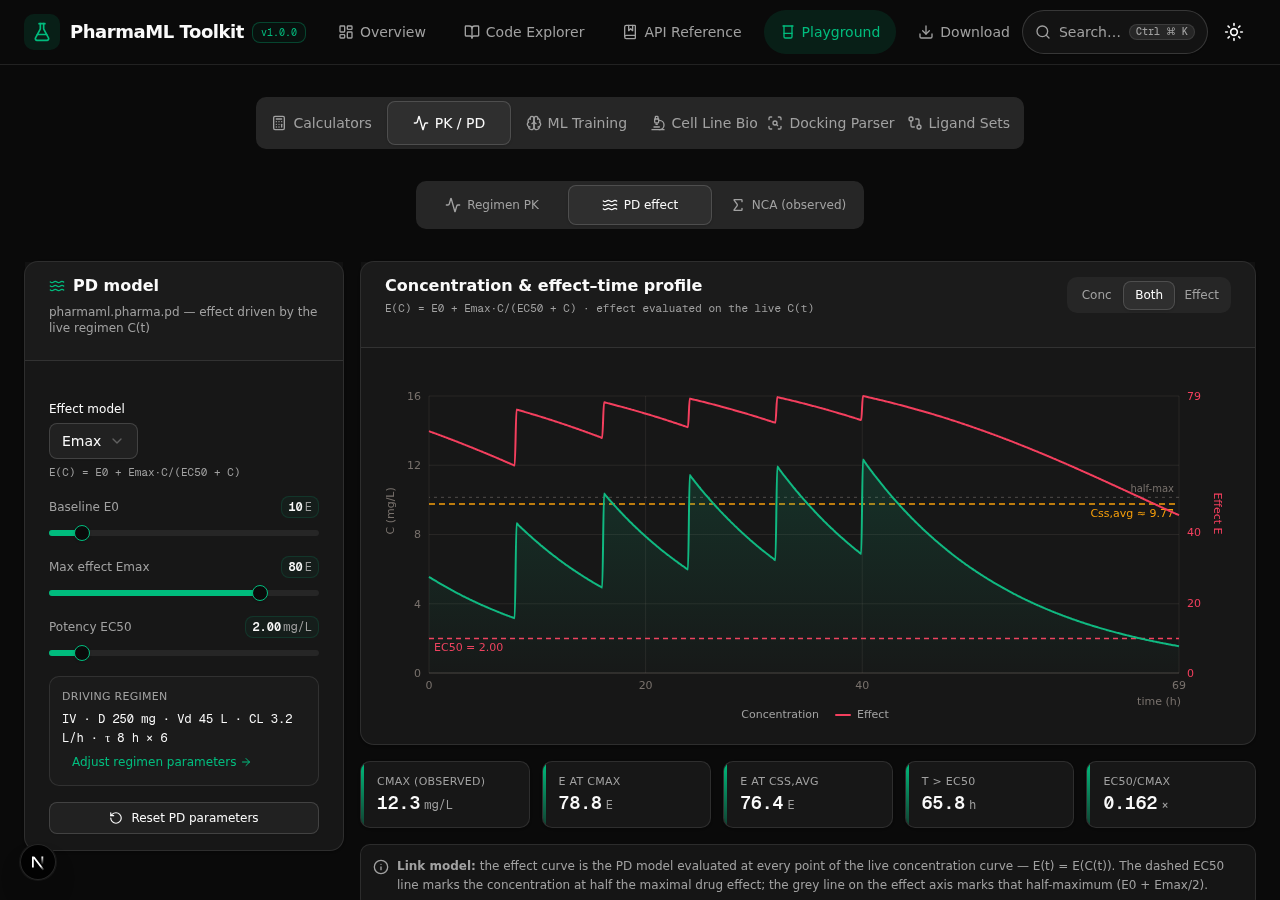 PharmaML Toolkit v1.0.0 Overview Code Explorer API Reference Playground Download Search... Ctrl ⌘ K
Calculators PK / PD ML Training Cell Line Bio Docking Parser Ligand Sets
Regimen PK PD effect NCA (observed)
PD model
pharmaml.pharma.pd — effect driven by the
live regimen C(t)
Effect model
Emax
E(C) = E0 + Emax·C/(EC50 + C)
Baseline E0 10 E
Max effect Emax 80 E
Potency EC50 2.00 mg/L
DRIVING REGIMEN
IV · D 250 mg · Vd 45 L · CL 3.2
L/h · τ 8 h × 6
Adjust regimen parameters →
Reset PD parameters
N
Concentration & effect–time profile
E(C) = E0 + Emax·C/(EC50 + C) · effect evaluated on the live C(t)
Conc Both Effect
16 79
12
half-max
Css,avg ≈ 9.77
C (mg/L)
Effect E
8 40
4 20
EC50 = 2.00
0 0
0 20 40 69
time (h)
Concentration Effect
CMAX (OBSERVED)
12.3 mg/L
E AT CMAX
78.8 E
E AT CSS,AVG
76.4 E
T > EC50
65.8 h
EC50/CMAX
0.162 ×
Link model: the effect curve is the PD model evaluated at every point of the live concentration curve — E(t) = E(C(t)). The dashed EC50
line marks the concentration at half the maximal drug effect; the grey line on the effect axis marks that half-maximum (E0 + Emax/2).